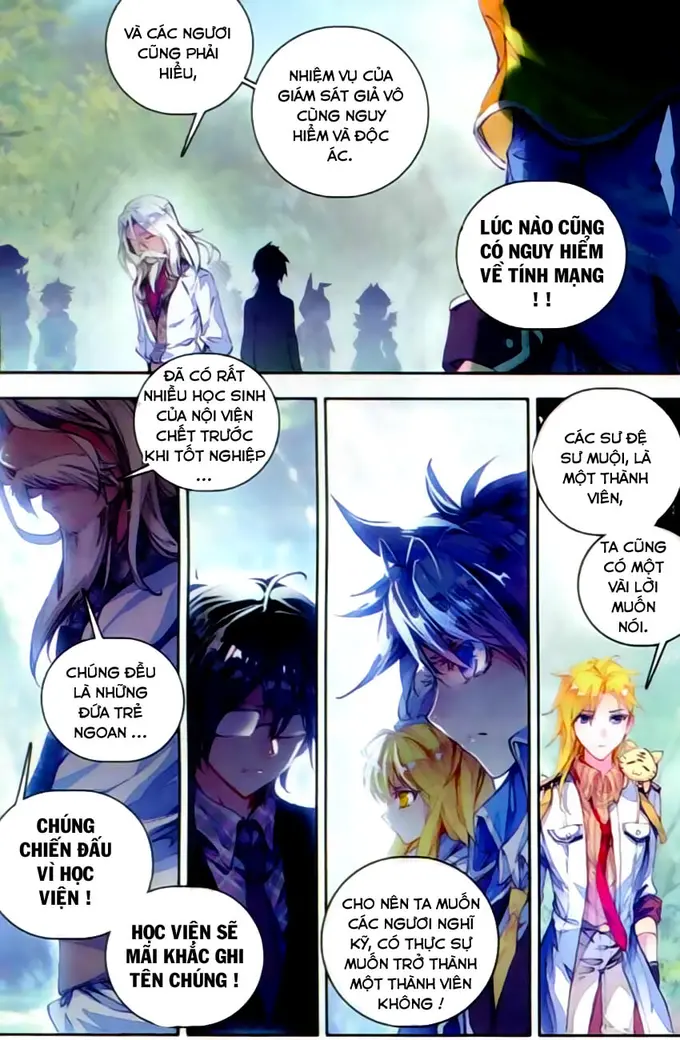 VÀ CÁC NGƯƠI
CŨNG PHẢI
HIỂU,
NHIỆM VỤ CỦA
GIÁM SÁT GIẢ VÔ
CÙNG NGUY
HIỂM VÀ ĐỘC
ÁC.
LÚC NÀO CŨNG
CÓ NGUY HIỂM
VỀ TÍNH MẠNG
! !
ĐÃ CÓ RẤT
NHIỀU HỌC SINH
CỦA NỘI VIỆN
CHẾT TRƯỚC
KHI TỐT NGHIỆP
...
CHÚNG ĐỀU
LÀ NHỮNG
ĐỨA TRẺ
NGOAN ...
CHÚNG
CHIẾN ĐẤU
VÌ HỌC
VIỆN !
HỌC VIỆN SẼ
MÃI KHẮC GHI
TÊN CHÚNG !
CHO NÊN TA MUỐN
CÁC NGƯƠI NGHĨ
KỸ, CÓ THỰC SỰ
MUỐN TRỞ THÀNH
MỘT THÀNH VIÊN
KHÔNG !
CÁC SƯ ĐỆ
SƯ MUỘI, LÀ
MỘT THÀNH
VIÊN,
TA CŨNG
CÓ MỘT
VÀI LỜI
MUỐN
NÓI.